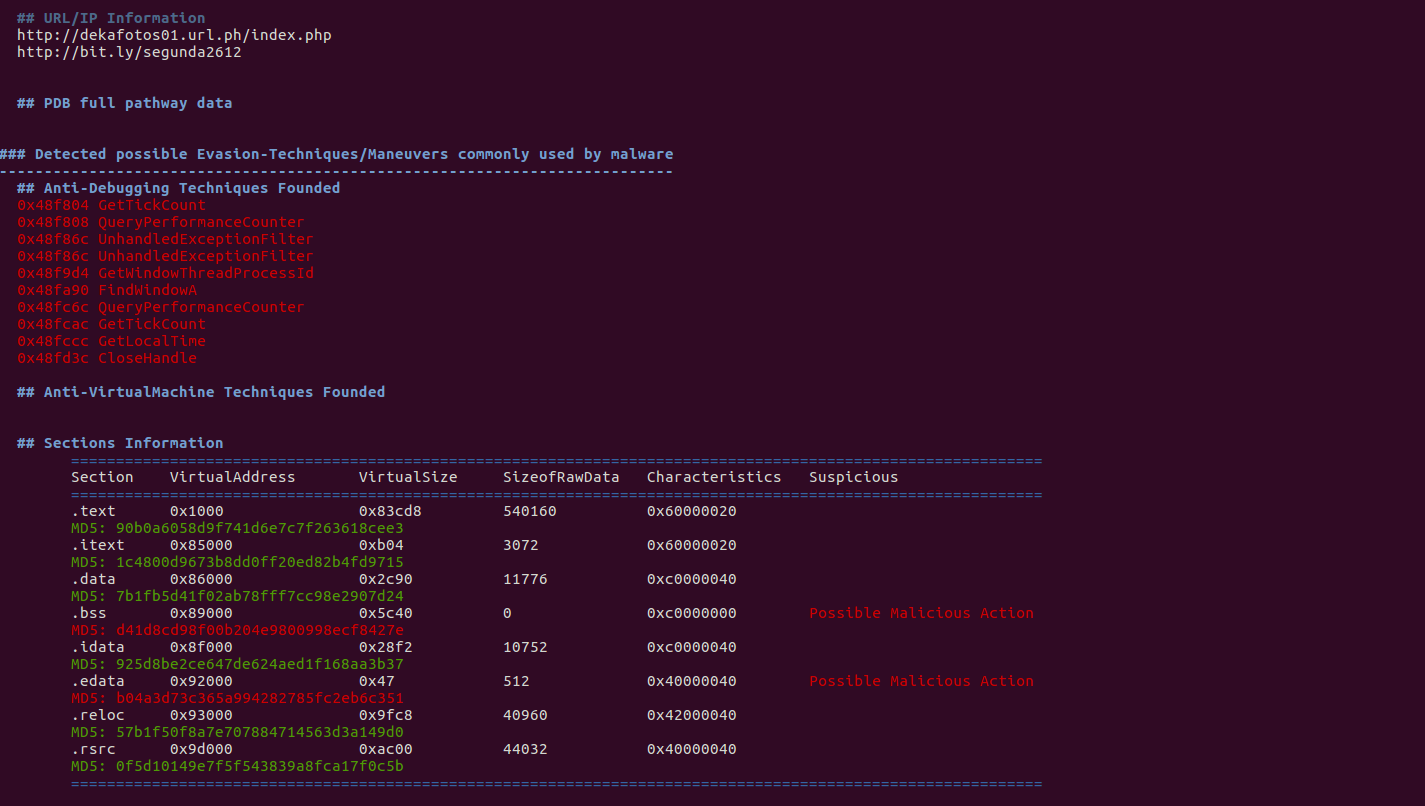 ## URL/IP Information
http://dekafotos01.url.ph/index.php
http://bit.ly/segunda2612
## PDB full pathway data
### Detected possible Evasion-Techniques/Maneuvers commonly used by malware
---------------------------------------------------------------------------
## Anti-Debugging Techniques Founded
0x48f804 GetTickCount
0x48f808 QueryPerformanceCounter
0x48f86c UnhandledExceptionFilter
0x48f86c UnhandledExceptionFilter
0x48f9d4 GetWindowThreadProcessId
0x48fa90 FindWindowA
0x48fc6c QueryPerformanceCounter
0x48fcac GetTickCount
0x48fccc GetLocalTime
0x48fd3c CloseHandle
## Anti-VirtualMachine Techniques Founded
## Sections Information
============================================================================================================
Section VirtualAddress VirtualSize SizeofRawData Characteristics Suspicious
============================================================================================================
.text 0x1000 0x83cd8 540160 0x60000020
MD5: 90b0a6058d9f741d6e7c7f263618cee3
.itext 0x85000 0xb04 3072 0x60000020
MD5: 1c4800d9673b8dd0ff20ed82b4fd9715
.data 0x86000 0x2c90 11776 0xc0000040
MD5: 7b1fb5d41f02ab78fff7cc98e2907d24
.bss 0x89000 0x5c40 0 0xc0000000 Possible Malicious Action
MD5: d41d8cd98f00b204e9800998ecf8427e
.idata 0x8f000 0x28f2 10752 0xc0000040
MD5: 925d8be2ce647de624aed1f168aa3b37
.edata 0x92000 0x47 512 0x40000040 Possible Malicious Action
MD5: b04a3d73c365a994282785fc2eb6c351
.reloc 0x93000 0x9fc8 40960 0x42000040
MD5: 57b1f50f8a7e707884714563d3a149d0
.rsrc 0x9d000 0xac00 44032 0x40000040
MD5: 0f5d10149e7f5f543839a8fca17f0c5b
============================================================================================================